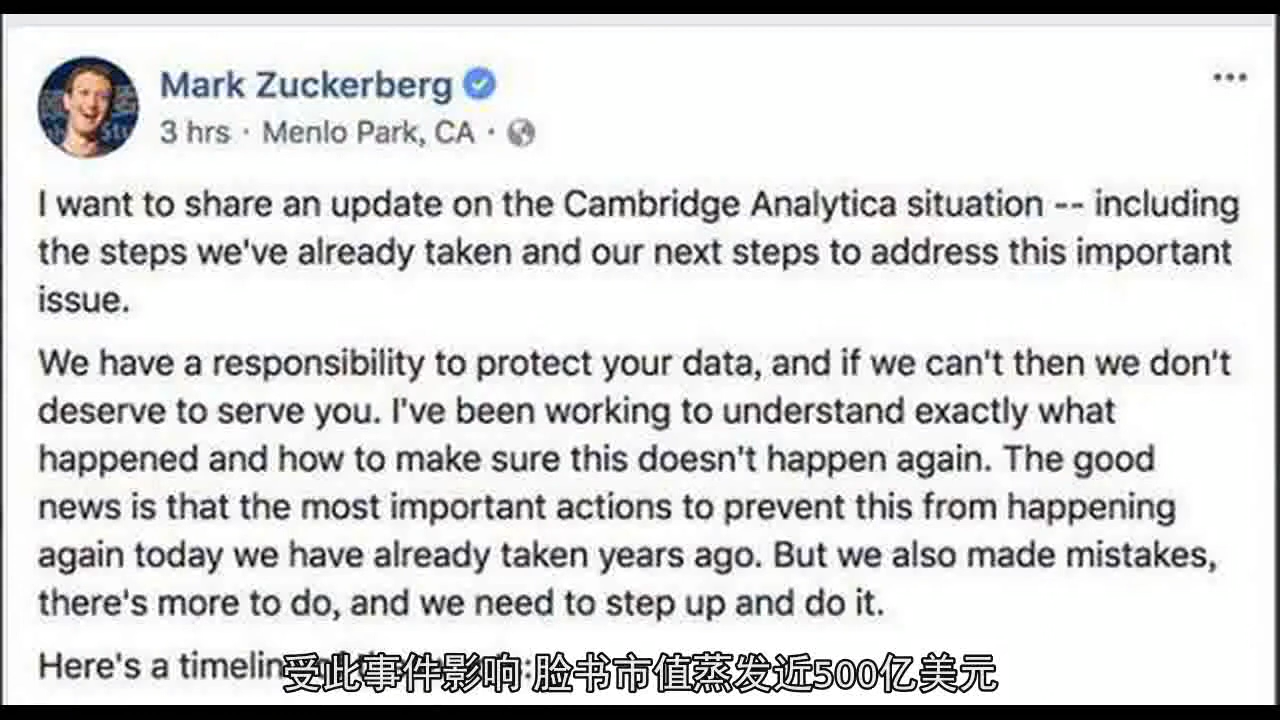 Mark Zuckerberg
3 hrs · Menlo Park, CA ·
I want to share an update on the Cambridge Analytica situation -- including
the steps we've already taken and our next steps to address this important
issue.
We have a responsibility to protect your data, and if we can't then we don't
deserve to serve you. I've been working to understand exactly what
happened and how to make sure this doesn't happen again. The good
news is that the most important actions to prevent this from happening
again today we have already taken years ago. But we also made mistakes,
there's more to do, and we need to step up and do it.
Here's a
受此事件影响 脸书市值蒸发近500亿美元